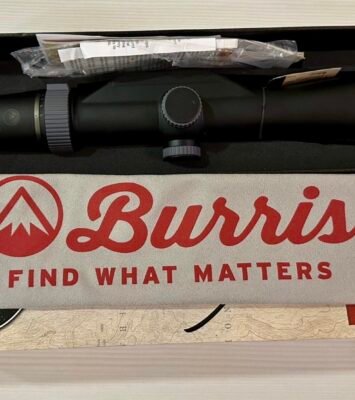 Burris
FIND WHAT MATTERS